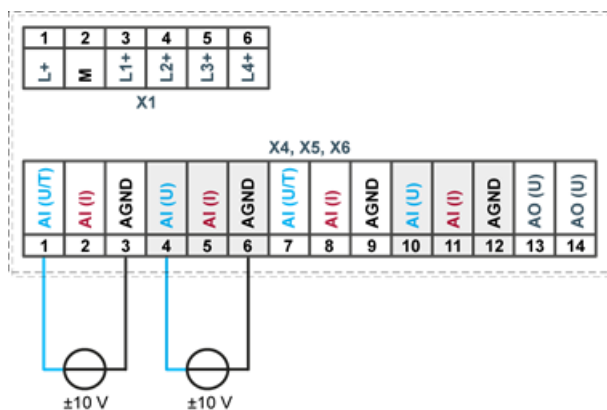 1 2 3 4 5 6
L+ M L1+ L2+ L3+ L4+
X1
X4, X5, X6
AI (U/T) AI (I) AGND AI (U) AI (I) AGND AI (U/T) AI (I) AGND AI (U) AI (I) AGND AO (U) AO (U)
1 2 3 4 5 6 7 8 9 10 11 12 13 14
±10 V ±10 V